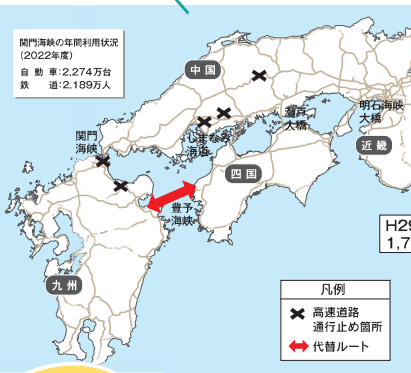 関門海峡の年間利用状況
（2022年度）
自 動 車：2,274万台
鉄　　道：2,189万人
中国
関門
海峡
しまなみ
海道
瀬戸
大橋
明石海峡
大橋
近畿
四国
豊予
海峡
九州
H29
1,7
凡例
高速道路
通行止め箇所
代替ルート